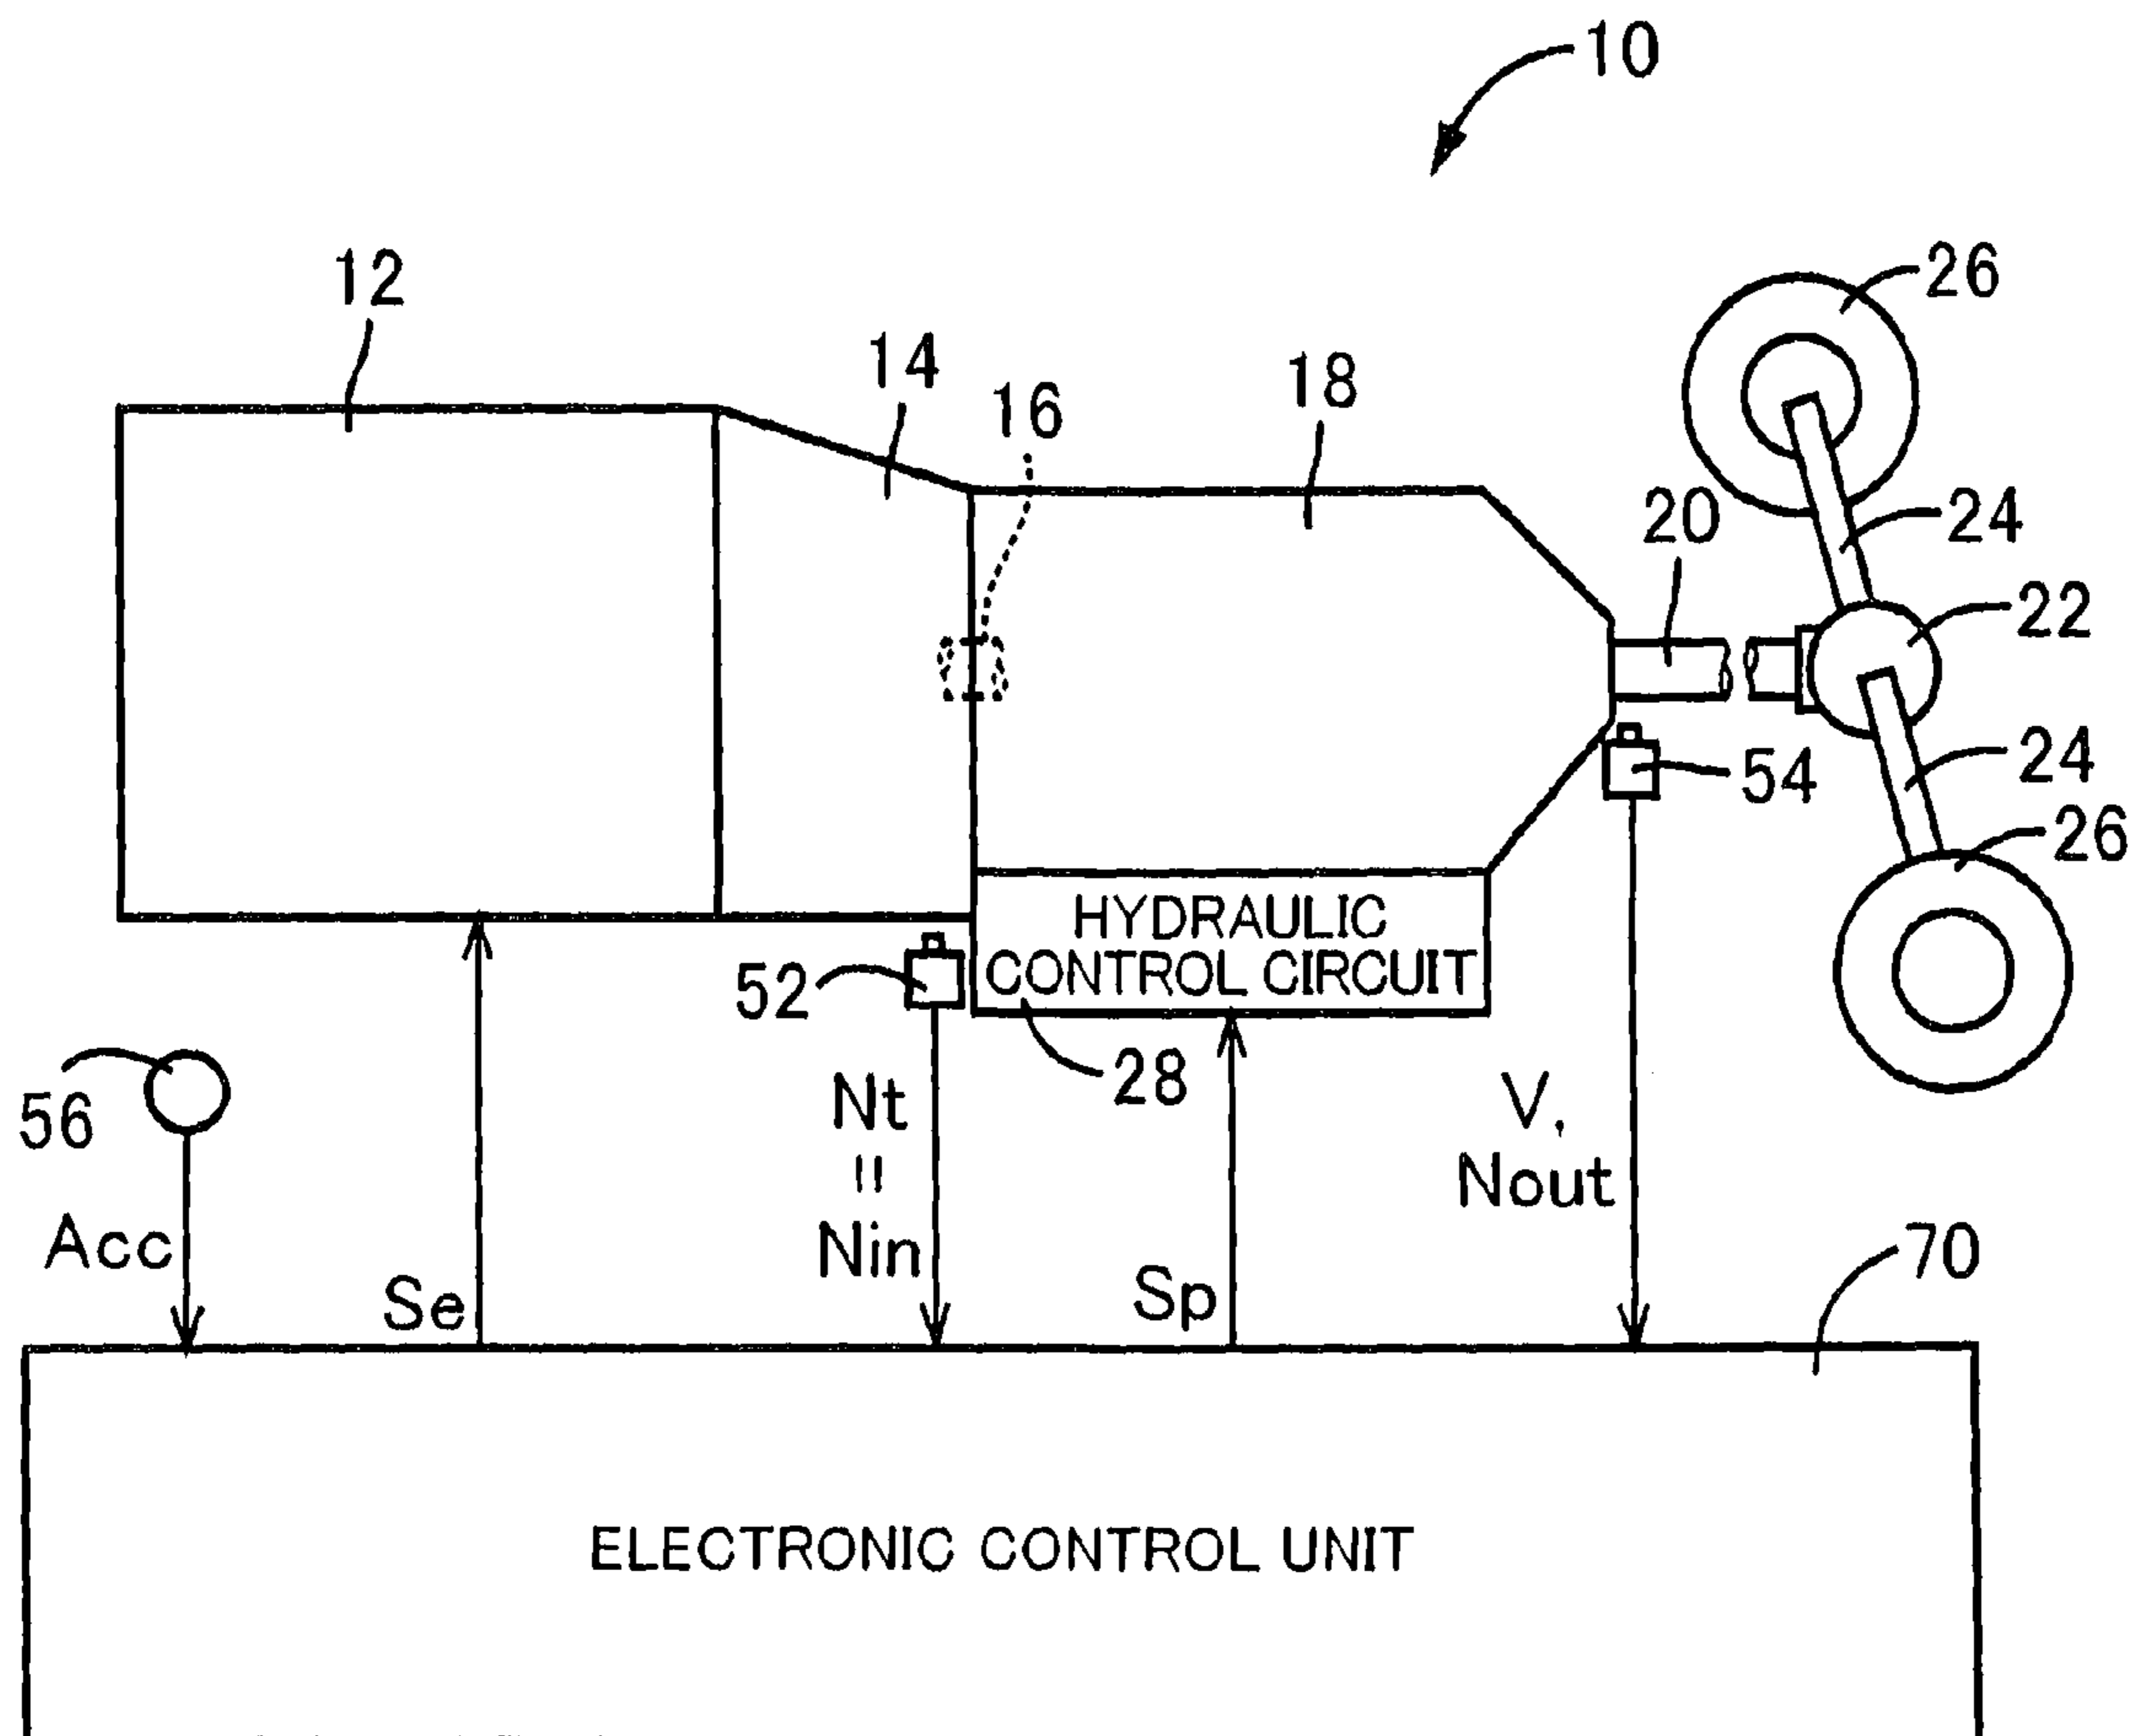 10
12
14
16
18
20
26
24
22
24
26
54
HYDRAULIC
CONTROL CIRCUIT
52
28
56
Acc
Se
Nt
=
Nin
Sp
V,
Nout
70
ELECTRONIC CONTROL UNIT